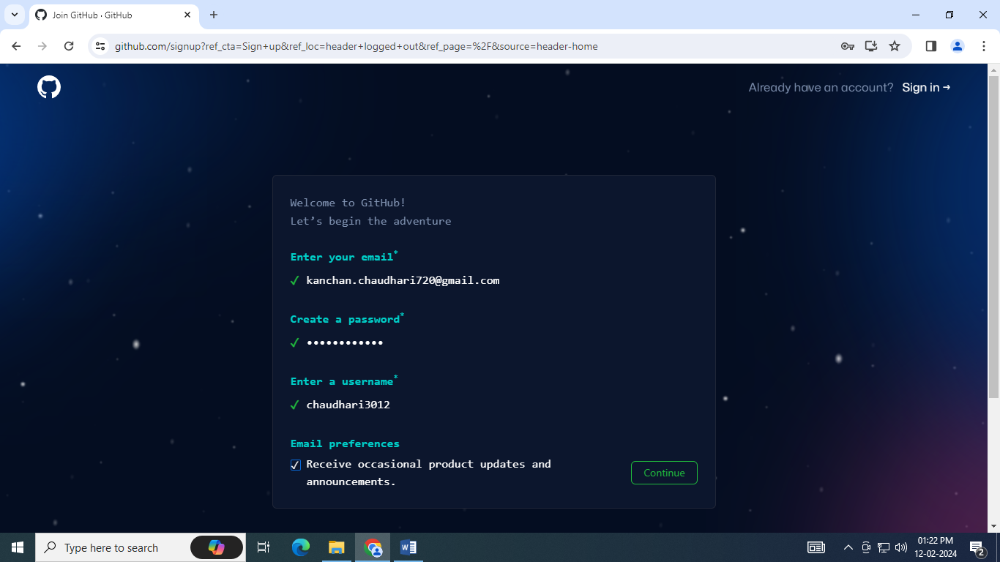 Join GitHub · GitHub
github.com/signup?ref_cta=Sign+up&ref_loc=header+logged+out&ref_page=%2F&source=header-home
Already have an account? Sign in →
Welcome to GitHub!
Let’s begin the adventure
Enter your email*
✓ kanchan.chaudhari720@gmail.com
Create a password*
✓ ••••••••••••
Enter a username*
✓ chaudhari3012
Email preferences
Receive occasional product updates and
announcements.
Continue
Type here to search
01:22 PM
12-02-2024
2